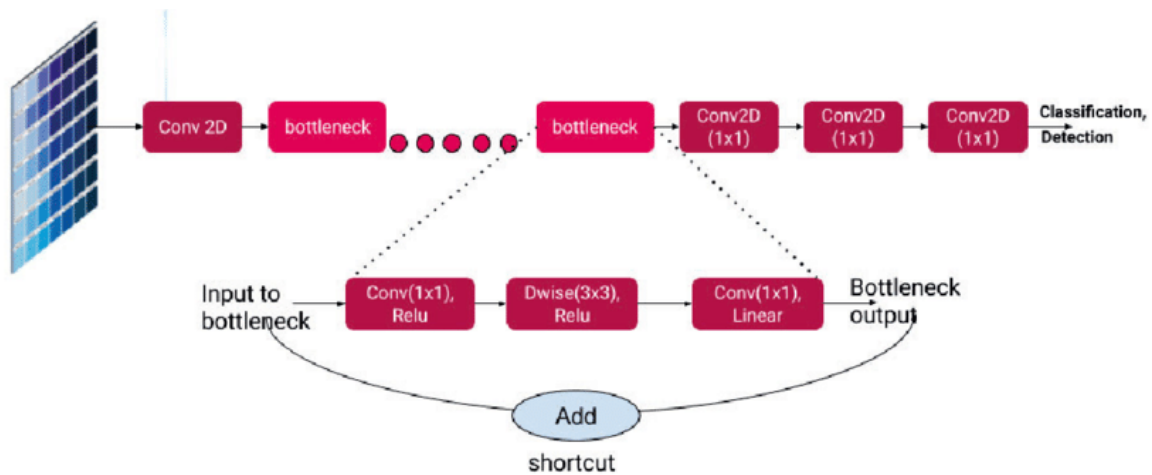 Conv 2D
bottleneck
bottleneck
Conv2D
(1x1)
Conv2D
(1x1)
Conv2D
(1x1)
Classification,
Detection
Input to
bottleneck
Conv(1x1),
Relu
Dwise(3x3),
Relu
Conv(1x1),
Linear
Bottleneck
output
Add
shortcut